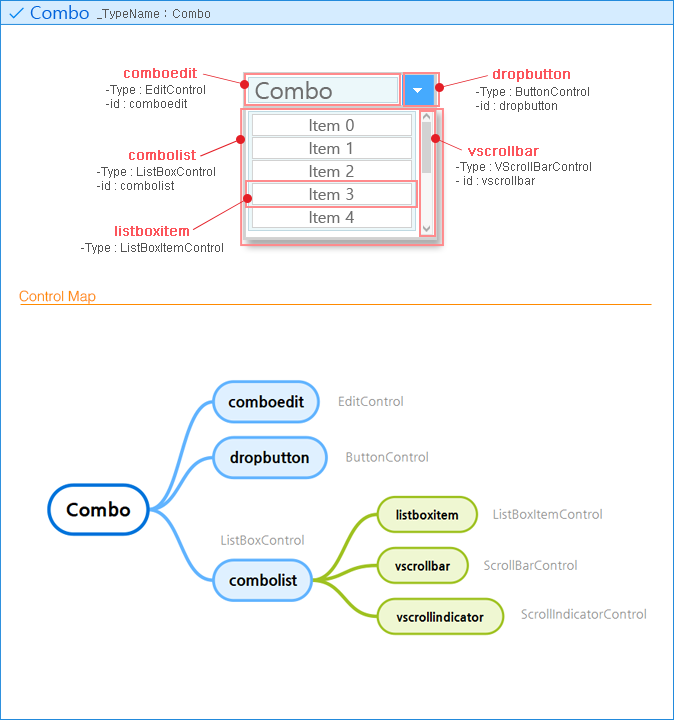 Combo _TypeName : Combo
comboedit
-Type : EditControl
-id : comboedit
Combo
dropbutton
-Type : ButtonControl
-id : dropbutton
Item 0
Item 1
Item 2
Item 3
Item 4
combolist
-Type : ListBoxControl
-id : combolist
vscrollbar
-Type : VScrollBarControl
- id : vscrollbar
listboxitem
-Type : ListBoxItemControl
Control Map
Combo
comboedit
EditControl
dropbutton
ButtonControl
ListBoxControl
combolist
listboxitem
ListBoxItemControl
vscrollbar
ScrollBarControl
vscrollindicator
ScrollIndicatorControl